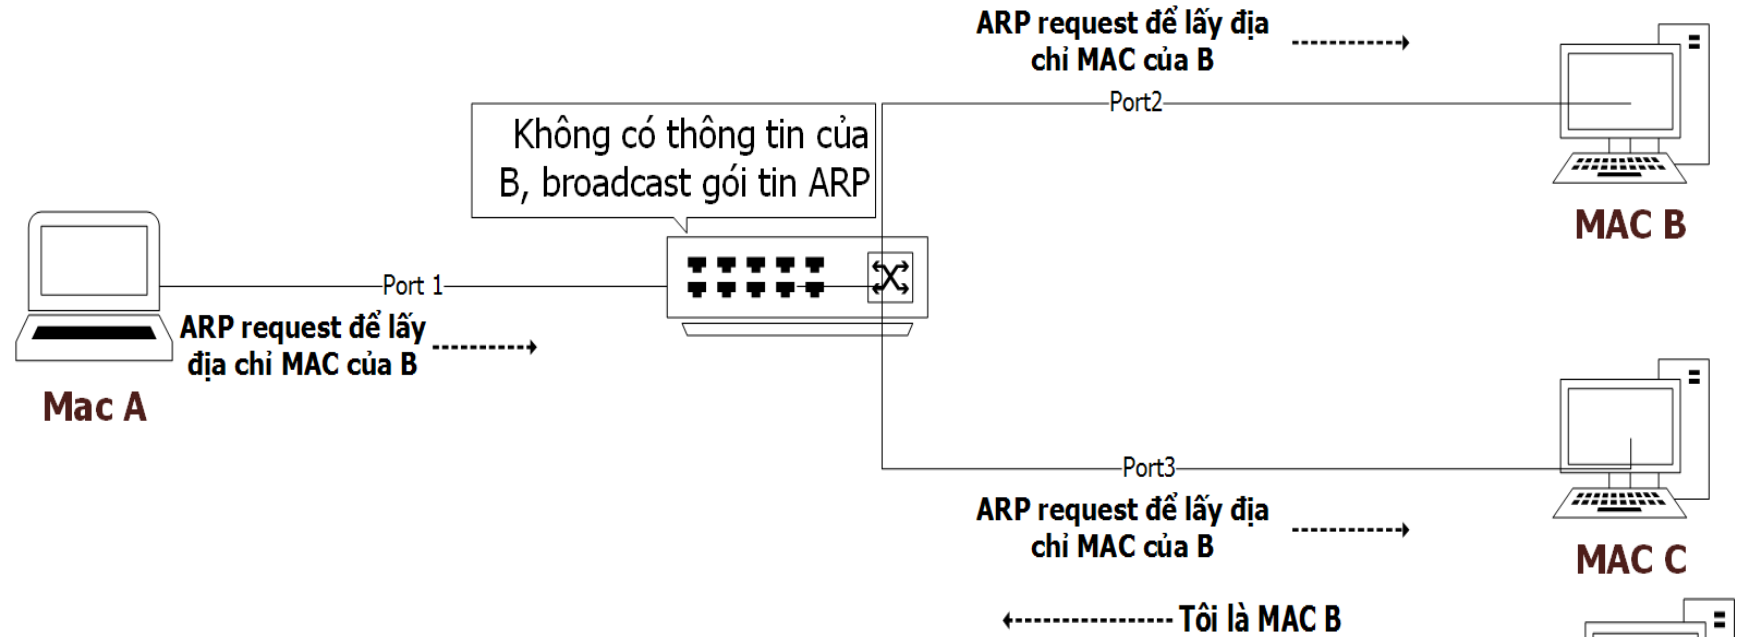 ARP request để lấy địa
chỉ MAC của B
Port2
Không có thông tin của
B, broadcast gói tin ARP
MAC B
Port 1
ARP request để lấy
địa chỉ MAC của B
Mac A
Port3
ARP request để lấy địa
chỉ MAC của B
MAC C
Tôi là MAC B